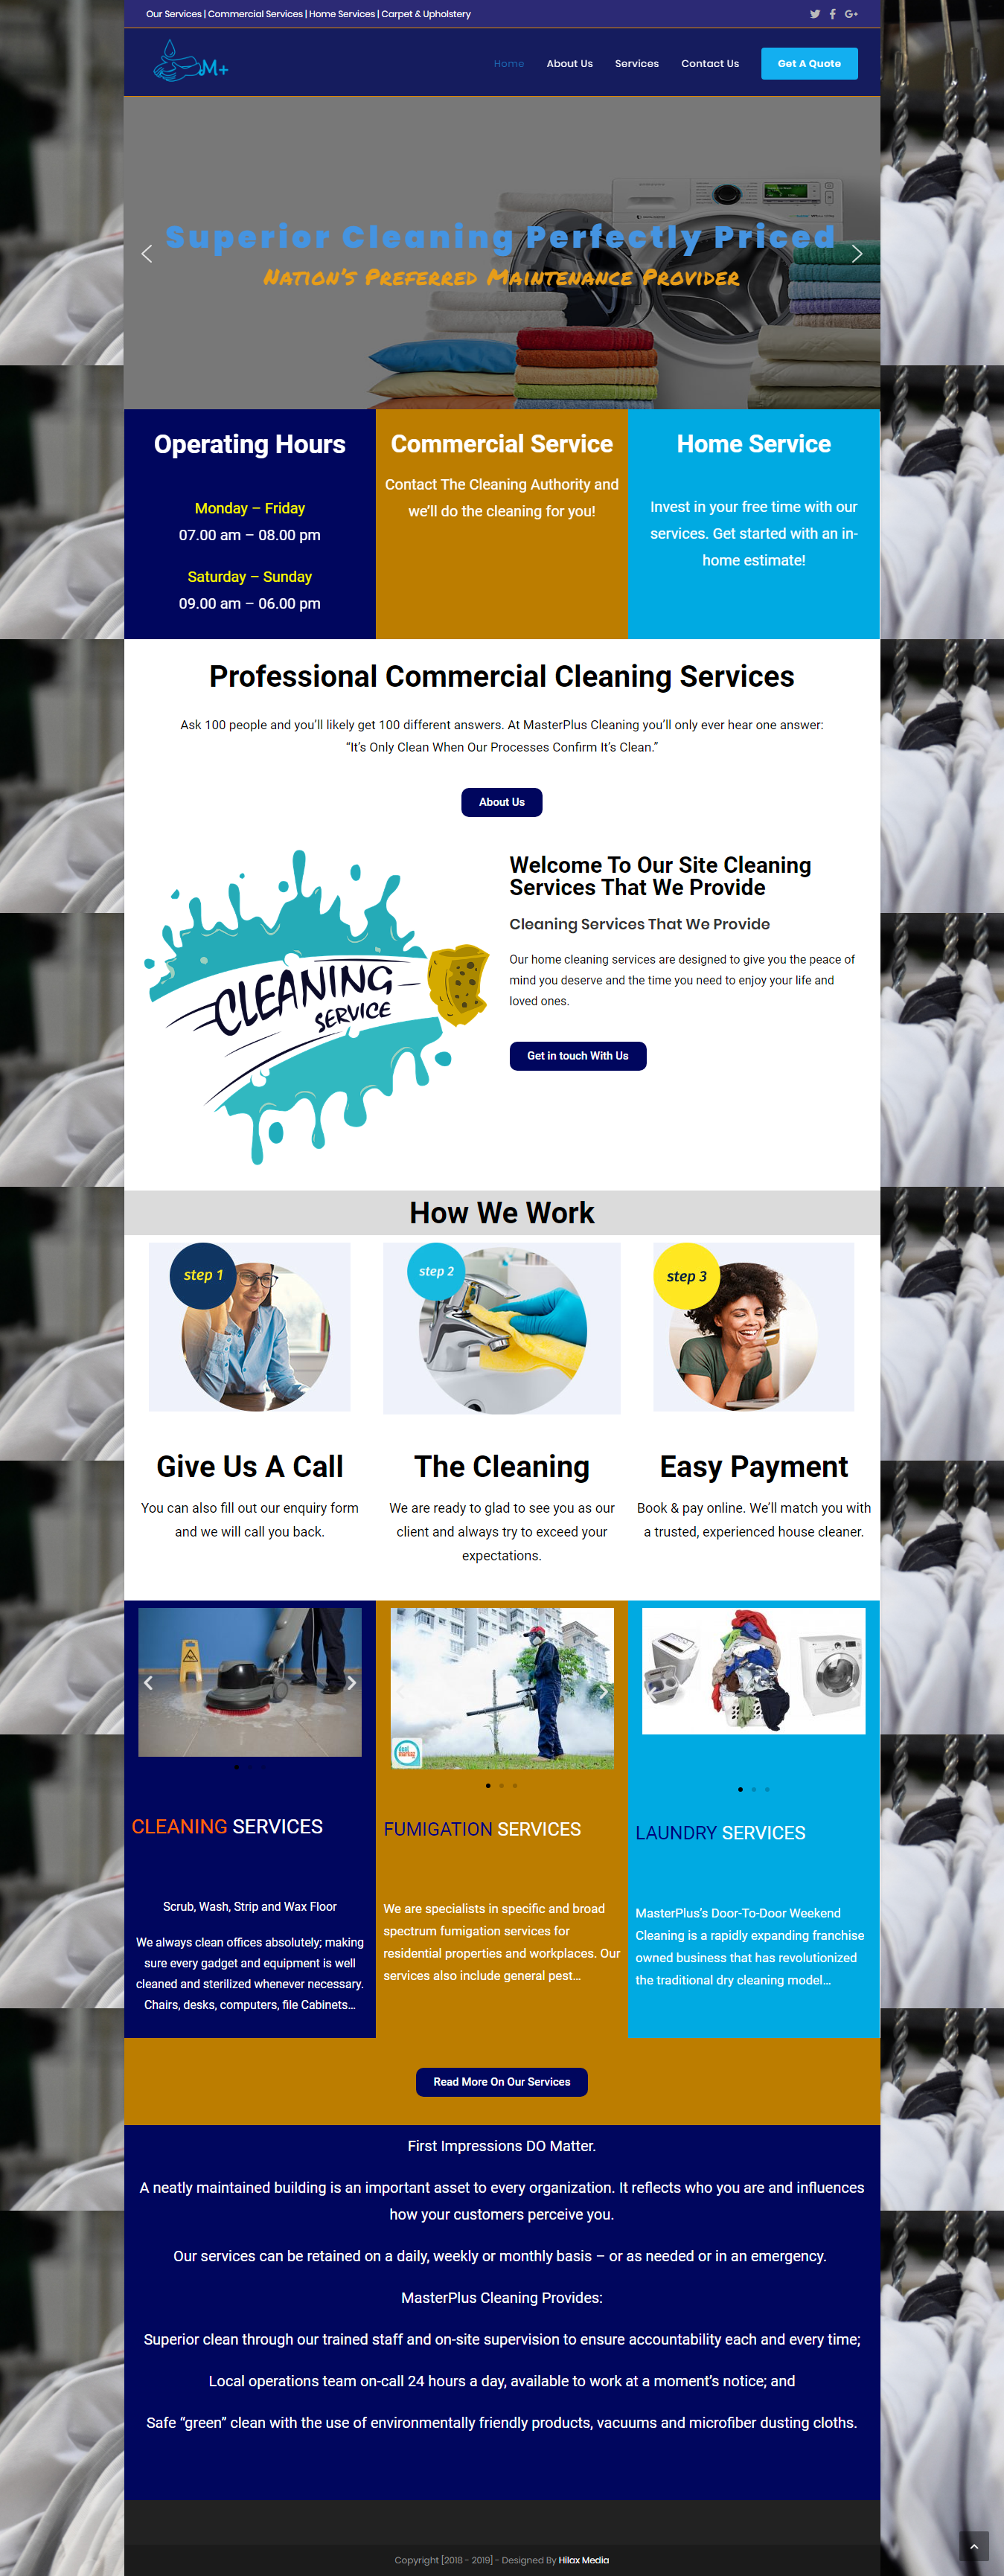 Our Services | Commercial Services | Home Services | Carpet & Upholstery
M+
Home
About Us
Services
Contact Us
Get A Quote
Superior Cleaning Perfectly Priced
Nation's Preferred Maintenance Provider
Operating Hours
Monday – Friday
07.00 am – 08.00 pm
Saturday – Sunday
09.00 am – 06.00 pm
Commercial Service
Contact The Cleaning Authority and
we'll do the cleaning for you!
Home Service
Invest in your free time with our
services. Get started with an in-
home estimate!
Professional Commercial Cleaning Services
Ask 100 people and you'll likely get 100 different answers. At MasterPlus Cleaning you'll only ever hear one answer:
“It's Only Clean When Our Processes Confirm It's Clean.”
About Us
CLEANING
SERVICE
Welcome To Our Site Cleaning
Services That We Provide
Cleaning Services That We Provide
Our home cleaning services are designed to give you the peace of
mind you deserve and the time you need to enjoy your life and
loved ones.
Get in touch With Us
How We Work
step 1
step 2
step 3
Give Us A Call
You can also fill out our enquiry form
and we will call you back.
The Cleaning
We are ready to glad to see you as our
client and always try to exceed your
expectations.
Easy Payment
Book & pay online. We'll match you with
a trusted, experienced house cleaner.
CLEANING SERVICES
Scrub, Wash, Strip and Wax Floor
We always clean offices absolutely; making
sure every gadget and equipment is well
cleaned and sterilized whenever necessary.
Chairs, desks, computers, file Cabinets...
FUMIGATION SERVICES
We are specialists in specific and broad
spectrum fumigation services for
residential properties and workplaces. Our
services also include general pest...
LAUNDRY SERVICES
MasterPlus's Door-To-Door Weekend
Cleaning is a rapidly expanding franchise
owned business that has revolutionized
the traditional dry cleaning model...
Read More On Our Services
First Impressions DO Matter.
A neatly maintained building is an important asset to every organization. It reflects who you are and influences
how your customers perceive you.
Our services can be retained on a daily, weekly or monthly basis – or as needed or in an emergency.
MasterPlus Cleaning Provides:
Superior clean through our trained staff and on-site supervision to ensure accountability each and every time;
Local operations team on-call 24 hours a day, available to work at a moment's notice; and
Safe “green” clean with the use of environmentally friendly products, vacuums and microfiber dusting cloths.
Copyright [2018 - 2019] - Designed By Hilax Media